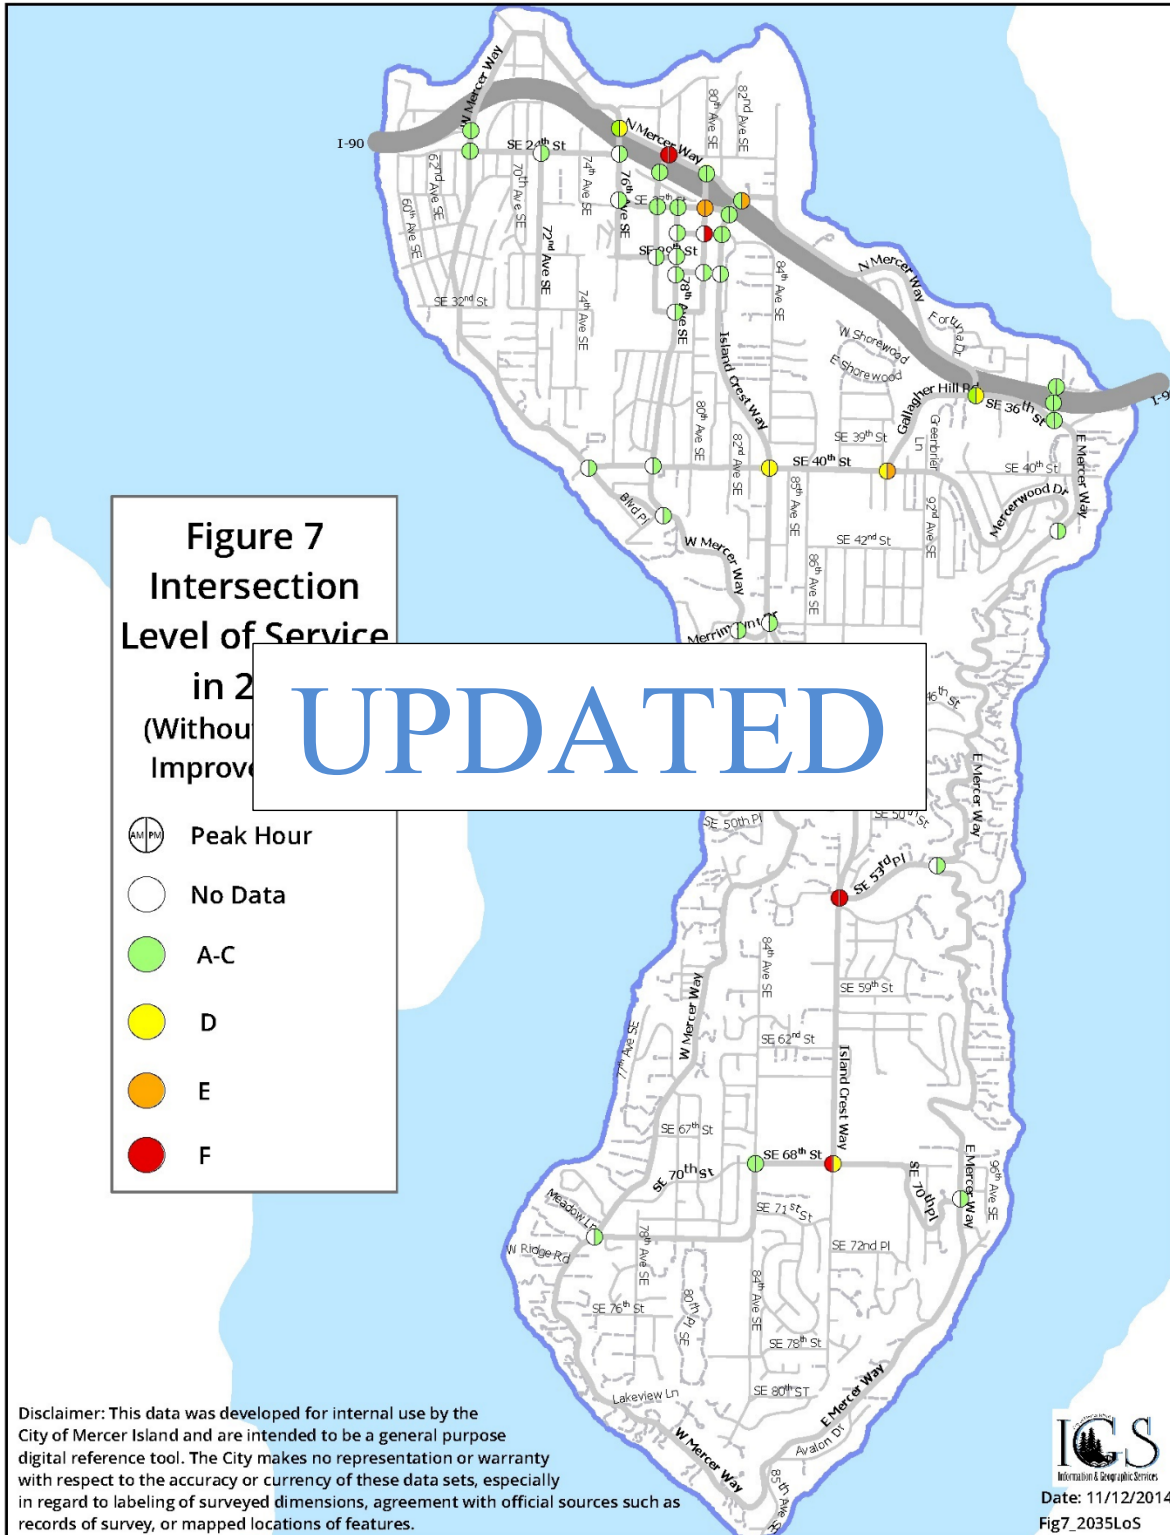 I-90
W Mercer Way
SE 24th St
N Mercer Way
80th Ave SE
82nd Ave SE
62nd Ave SE
60th Ave SE
70th Ave SE
72nd Ave SE
74th Ave SE
76th Ave SE
SE 32nd St
74th Ave SE
78th Ave SE
84th Ave SE
N Mercer Way
Fortuna Dr
W Shorewood
E Shorewood
Island Crest Way
Gallagher Hill Rd
SE 36th St
80th Ave SE
82nd Ave SE
SE 39th St
Greenbrier
Ln
SE 40th St
SE 40th St
E Mercer Way
85th Ave SE
92nd Ave SE
Mercerwood Dr
Blvd Pl
W Mercer Way
SE 42nd St
86th Ave SE
Figure 7
Intersection
Level of Service
in 2
(Without
Improve
UPDATED
AM PM Peak Hour
No Data
A-C
D
E
F
E Mercer Way
SE 50th Pl
SE 50th St
SE 53rd Pl
84th Ave SE
SE 59th St
W Mercer Way
77th Ave SE
SE 62nd St
Island Crest Way
SE 67th St
SE 68th St
SE 70th St
SE 70th Pl
E Mercer Way
96th Ave SE
Meadow Ln
W Ridge Rd
78th Ave SE
SE 71st St
SE 72nd Pl
SE 76th St
80th Pl SE
84th Ave SE
SE 78th St
Lakeview Ln
SE 80th ST
E Mercer Way
Avalon Dr
W Mercer Way
85th Ave SE
Disclaimer: This data was developed for internal use by the
City of Mercer Island and are intended to be a general purpose
digital reference tool. The City makes no representation or warranty
with respect to the accuracy or currency of these data sets, especially
in regard to labeling of surveyed dimensions, agreement with official sources such as
records of survey, or mapped locations of features.
IGS
Information & Geographic Services
Date: 11/12/2014
Fig7_2035LoS